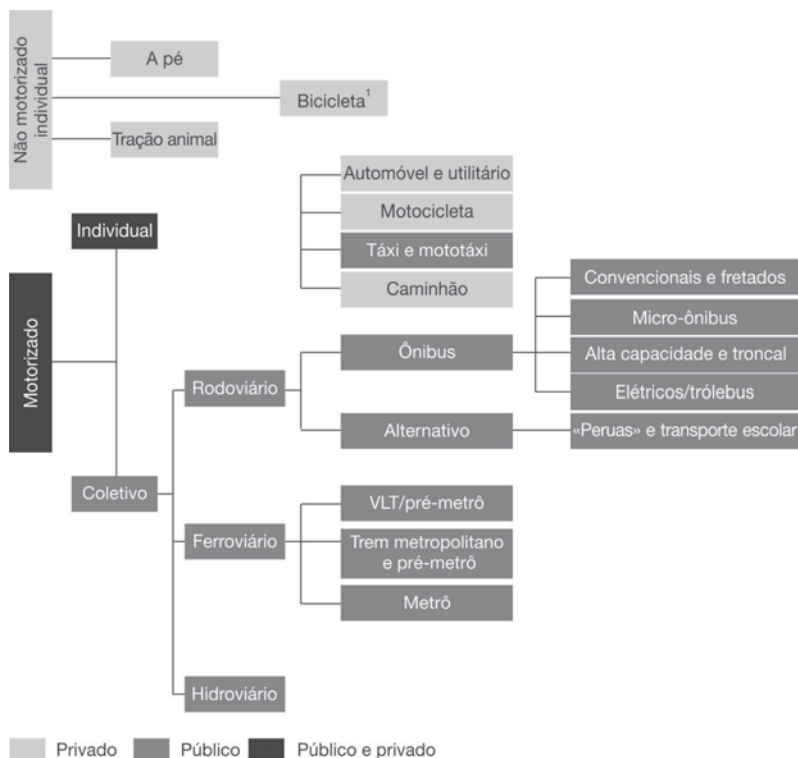 Não motorizado
individual
A pé
Bicicleta¹
Tração animal
Motorizado
Individual
Automóvel e utilitário
Motocicleta
Táxi e mototáxi
Caminhão
Coletivo
Rodoviário
Ônibus
Convencionais e fretados
Micro-ônibus
Alta capacidade e troncal
Elétricos/trólebus
Alternativo
«Peruas» e transporte escolar
Ferroviário
VLT/pré-metrô
Trem metropolitano
e pré-metrô
Metrô
Hidroviário
Privado Público Público e privado